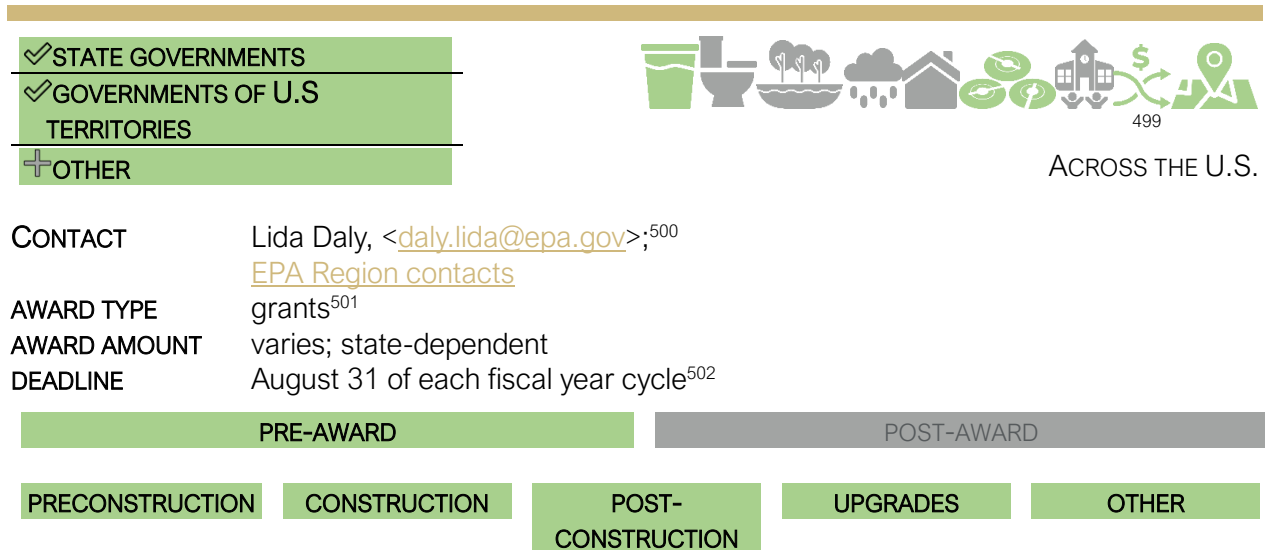 STATE GOVERNMENTS
GOVERNMENTS OF U.S
TERRITORIES
OTHER
$
499
ACROSS THE U.S.
CONTACT Lida Daly, <daly.lida@epa.gov>;500
EPA Region contacts
AWARD TYPE grants501
AWARD AMOUNT varies; state-dependent
DEADLINE August 31 of each fiscal year cycle502
PRE-AWARD POST-AWARD
PRECONSTRUCTION CONSTRUCTION POST- UPGRADES OTHER
CONSTRUCTION